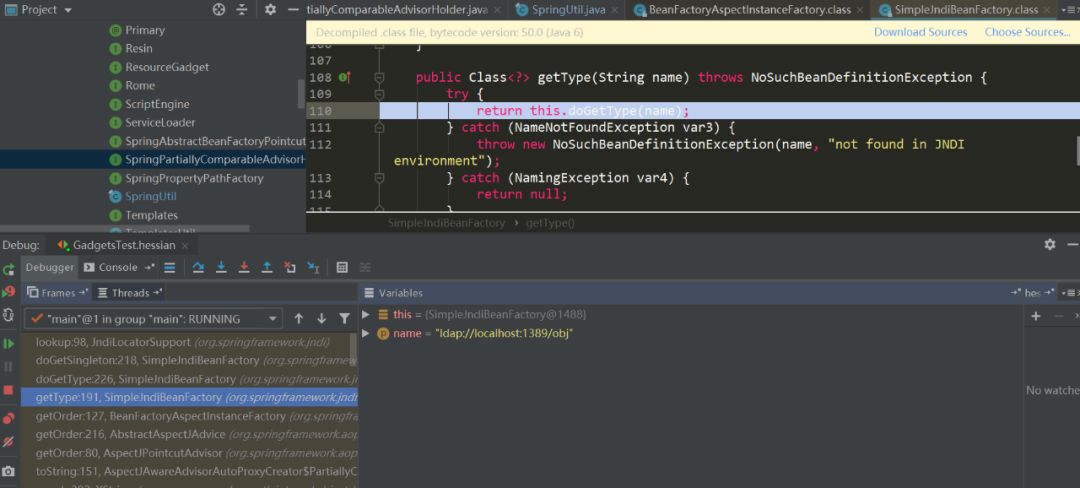 Project
tiallyComparableAdvisorHolder.java
SpringUtil.java
BeanFactoryAspectInstanceFactory.class
SimpleJndiBeanFactory.class
Primary
Resin
ResourceGadget
Rome
ScriptEngine
ServiceLoader
SpringAbstractBeanFactoryPointcut
SpringPartiallyComparableAdvisorH
SpringPropertyPathFactory
SpringUtil
Templates
Decompiled .class file, bytecode version: 50.0 (Java 6)
Download Sources
Choose Sources...
106 }
107
108 public Class<?> getType(String name) throws NoSuchBeanDefinitionException {
109 try {
110 return this.doGetType(name);
111 } catch (NameNotFoundException var3) {
112 throw new NoSuchBeanDefinitionException(name, "not found in JNDI
environment");
113 } catch (NamingException var4) {
114 return null;
115 }
SimpleJndiBeanFactory › getType()
Debug: GadgetsTest.hessian
Debugger Console
Frames Threads
Variables
hes
"main"@1 in group "main": RUNNING
lookup:98, JndiLocatorSupport (org.springframework.jndi)
doGetSingleton:218, SimpleJndiBeanFactory (org.springframework
doGetType:226, SimpleJndiBeanFactory (org.springframework.jndi
getType:191, SimpleJndiBeanFactory (org.springframework.jndi
getOrder:127, BeanFactoryAspectInstanceFactory (org.springfra
getOrder:216, AbstractAspectJAdvice (org.springframework.aop
getOrder:80, AspectJPointcutAdvisor (org.springframework.aop
toString:151, AspectJAwareAdvisorAutoProxyCreator$PartiallyC
this = {SimpleJndiBeanFactory@1488}
name = "ldap://localhost:1389/obj"
No watche